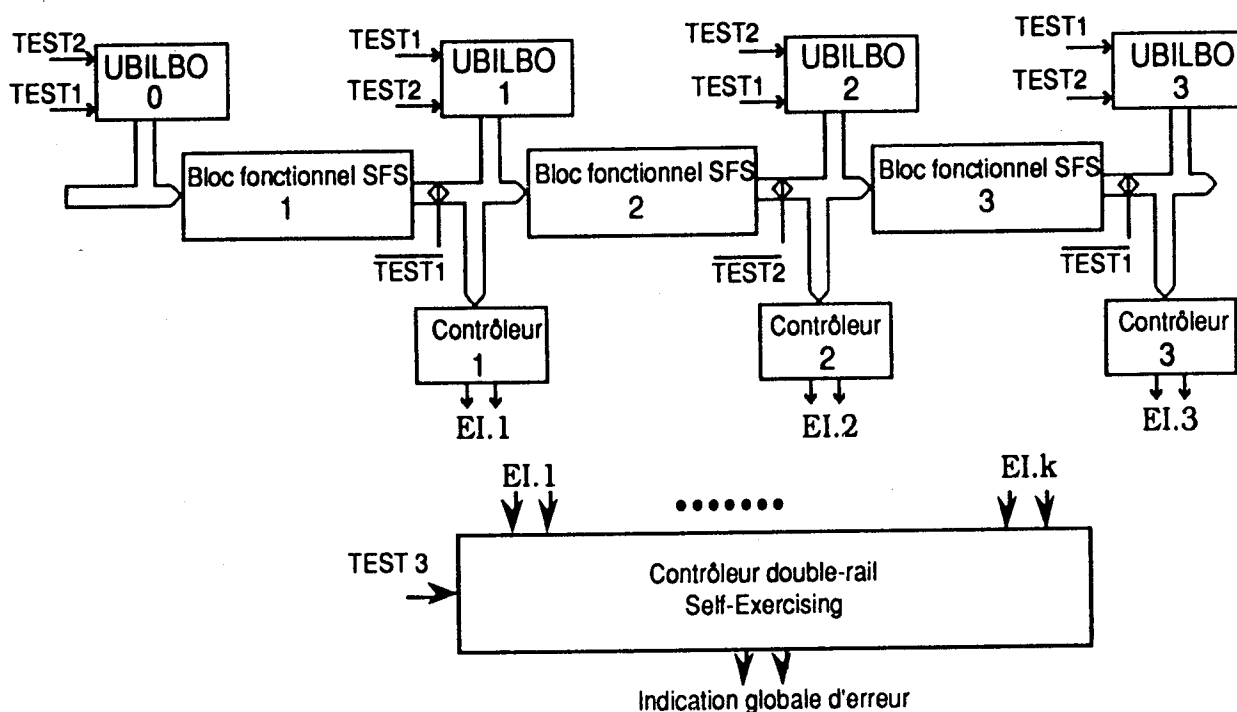 TEST2
TEST1
UBILBO
0
TEST1
TEST2
UBILBO
1
TEST2
TEST1
UBILBO
2
TEST1
TEST2
UBILBO
3
Bloc fonctionnel SFS
1
Bloc fonctionnel SFS
2
Bloc fonctionnel SFS
3
TEST1
TEST2
TEST1
Contrôleur
1
Contrôleur
2
Contrôleur
3
EI.1
EI.2
EI.3
EI.1
.......
EI.k
TEST 3
Contrôleur double-rail
Self-Exercising
Indication globale d'erreur